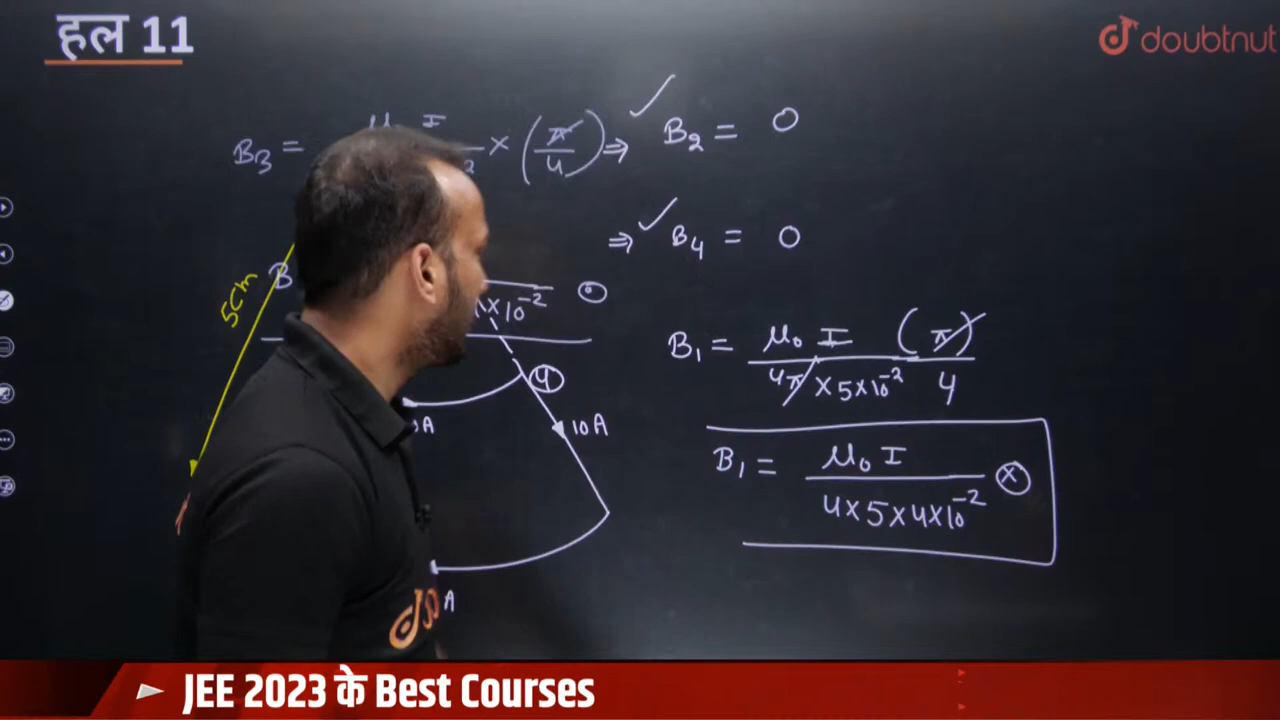 हल 11
doubtnut
B₃ = μ I × (π/4) ⇒ B₂ = 0
⇒ B₄ = 0
5cm
B
×10⁻² ⊙
B₁ = μ₀ I (π) / 4π × 5×10⁻² 4
4
A
10A
B₁ = μ₀ I / 4×5×4×10⁻² ⊗
A
JEE 2023 के Best Courses